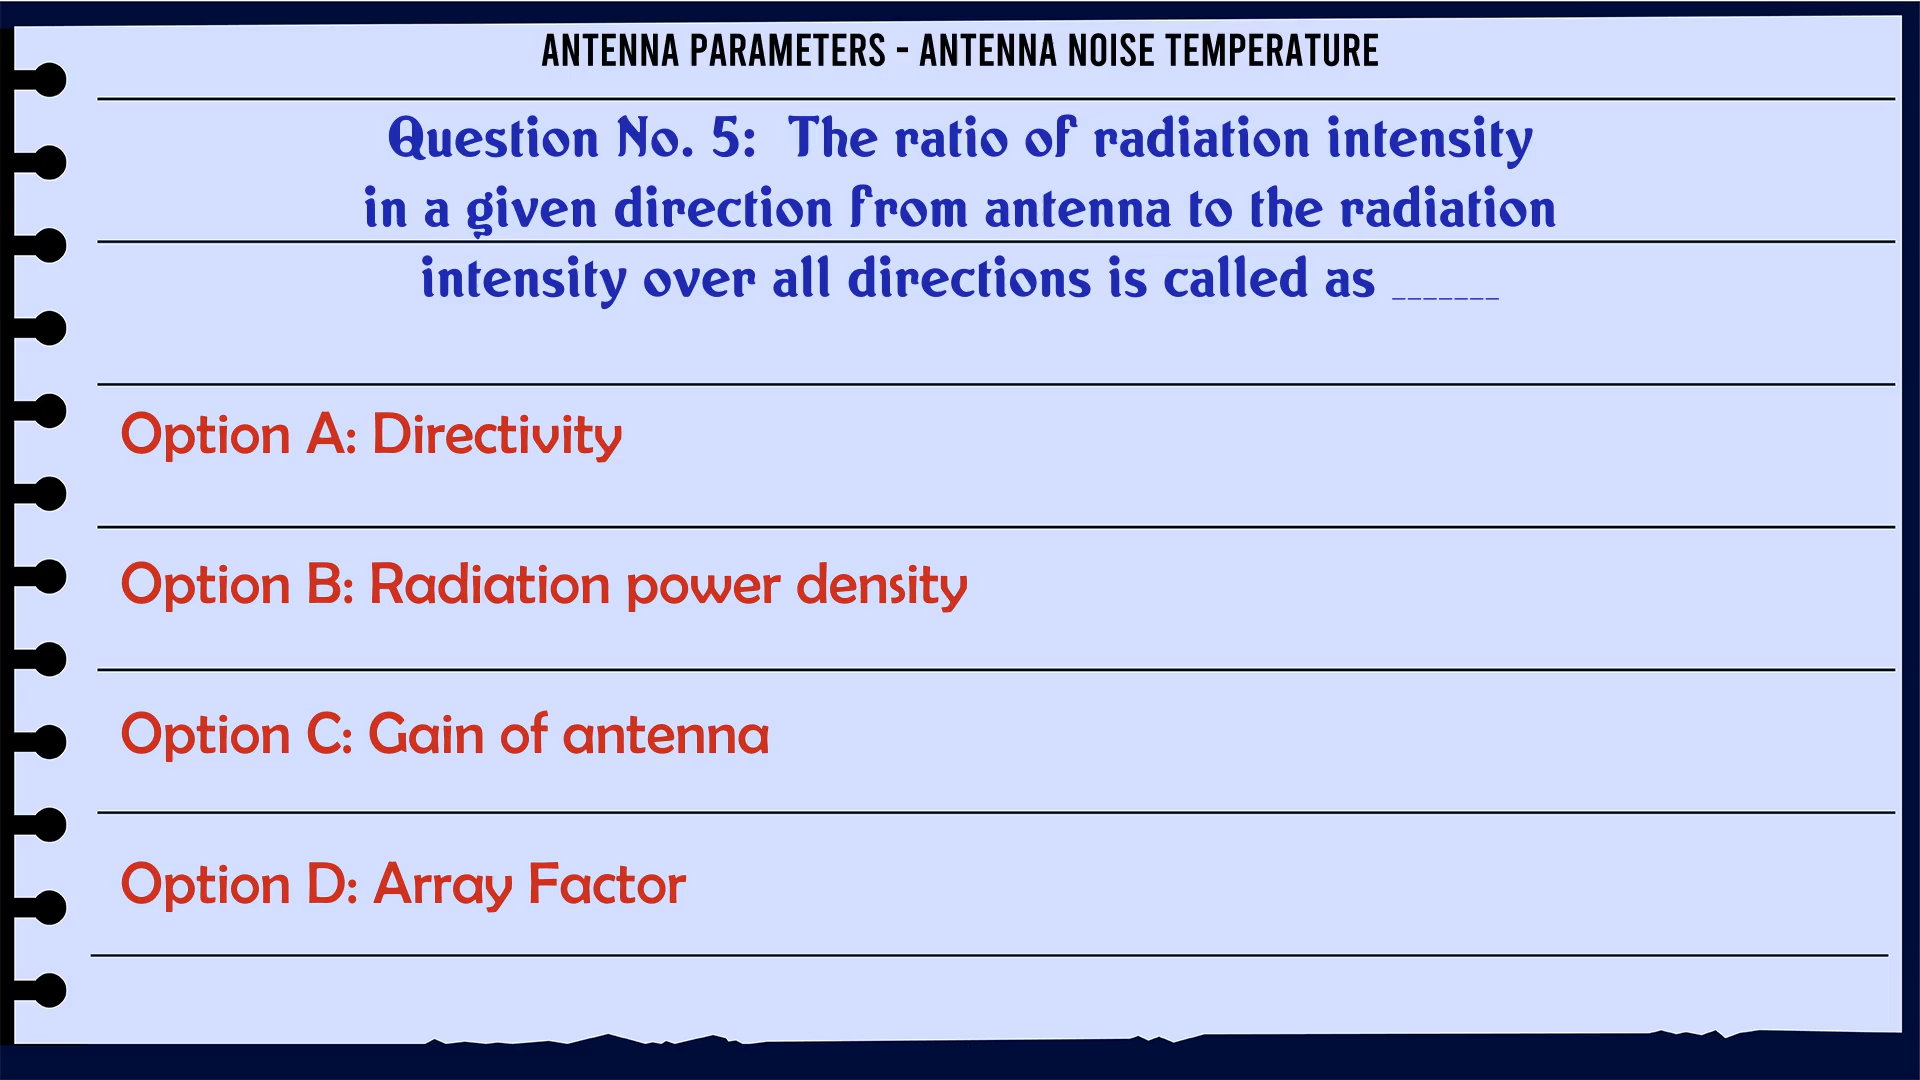 ANTENNA PARAMETERS - ANTENNA NOISE TEMPERATURE
Question No. 5: The ratio of radiation intensity
in a given direction from antenna to the radiation
intensity over all directions is called as _______
Option A: Directivity
Option B: Radiation power density
Option C: Gain of antenna
Option D: Array Factor